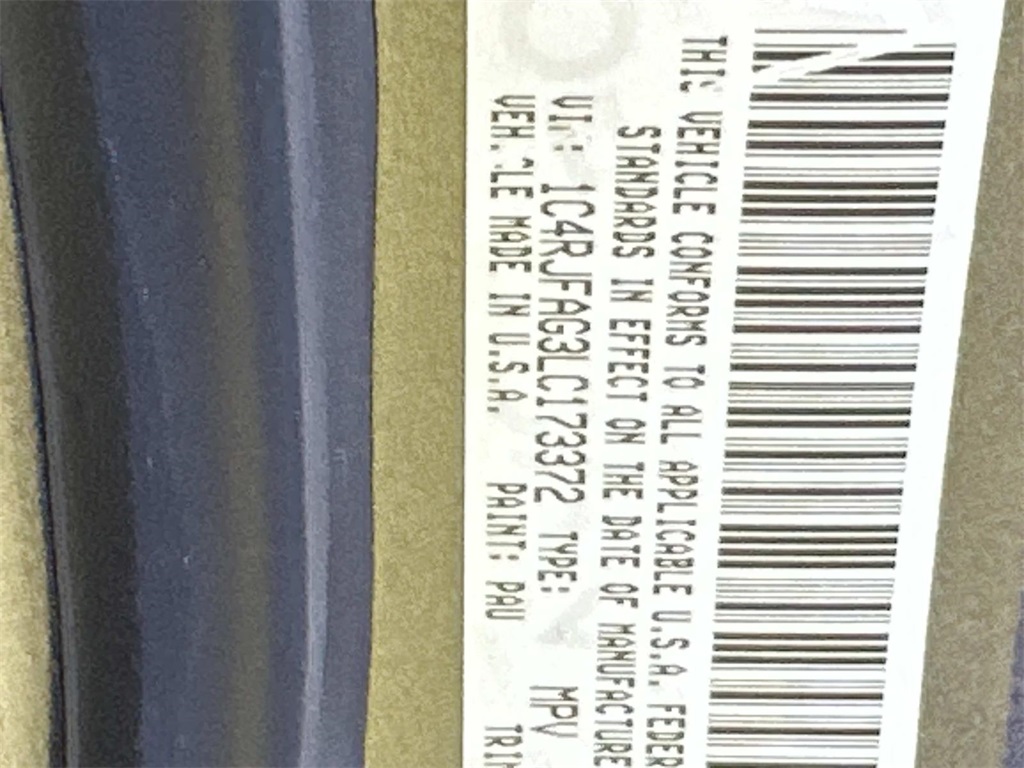 THIS VEHICLE CONFORMS TO ALL APPLICABLE U.S.A. FEDER
STANDARDS IN EFFECT ON THE DATE OF MANUFACTURE
VIN: 1C4RJFAG3LC173372 TYPE: MPV
VEHICLE MADE IN U.S.A. PAINT: PAU TRIM